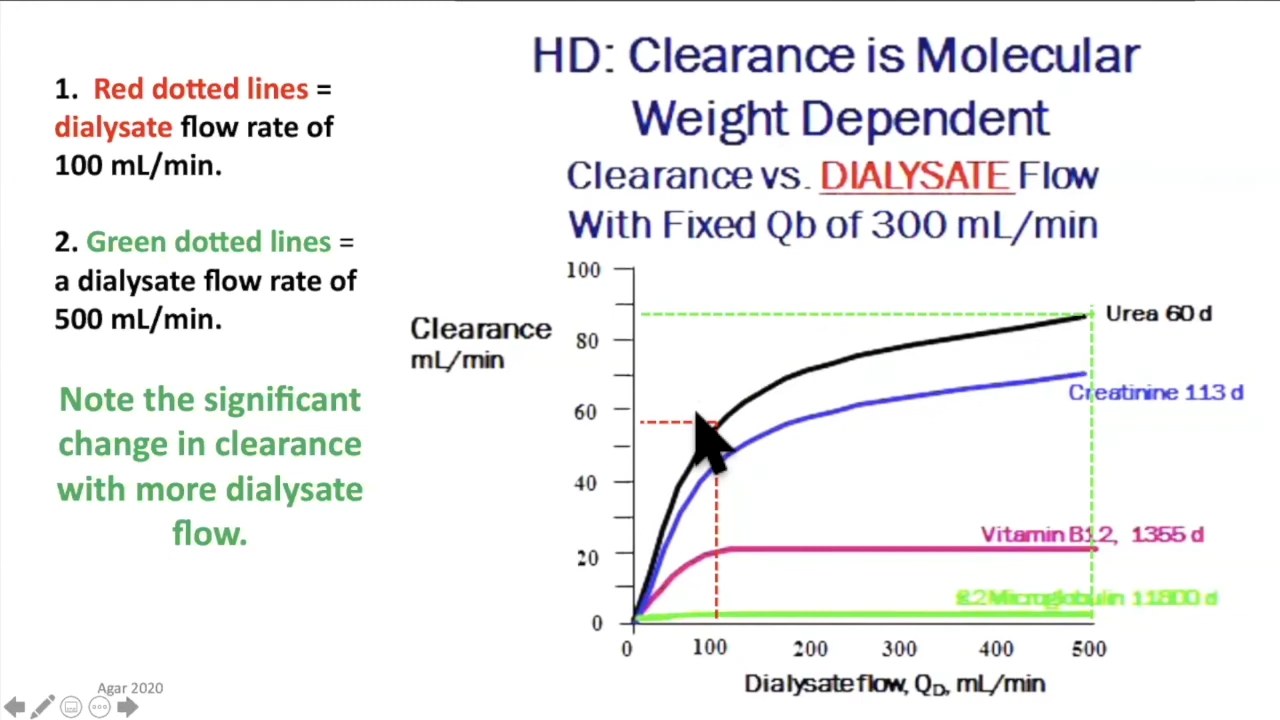 HD: Clearance is Molecular
Weight Dependent
Clearance vs. DIALYSATE Flow
With Fixed Qb of 300 mL/min
1. Red dotted lines =
dialysate flow rate of
100 mL/min.
2. Green dotted lines =
a dialysate flow rate of
500 mL/min.
Note the significant
change in clearance
with more dialysate
flow.
Clearance
mL/min
100
80
60
40
20
0
Urea 60 d
Creatinine 113 d
Vitamin B12, 1355 d
Microglobulin
0 100 200 300 400 500
Dialysate flow, QD, mL/min
Agar 2020